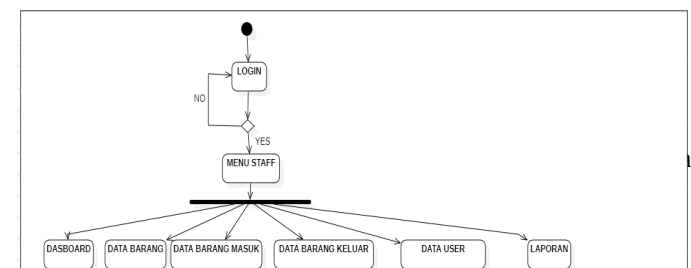 LOGIN
NO
YES
MENU STAFF
DASBOARD
DATA BARANG
DATA BARANG MASUK
DATA BARANG KELUAR
DATA USER
LAPORAN